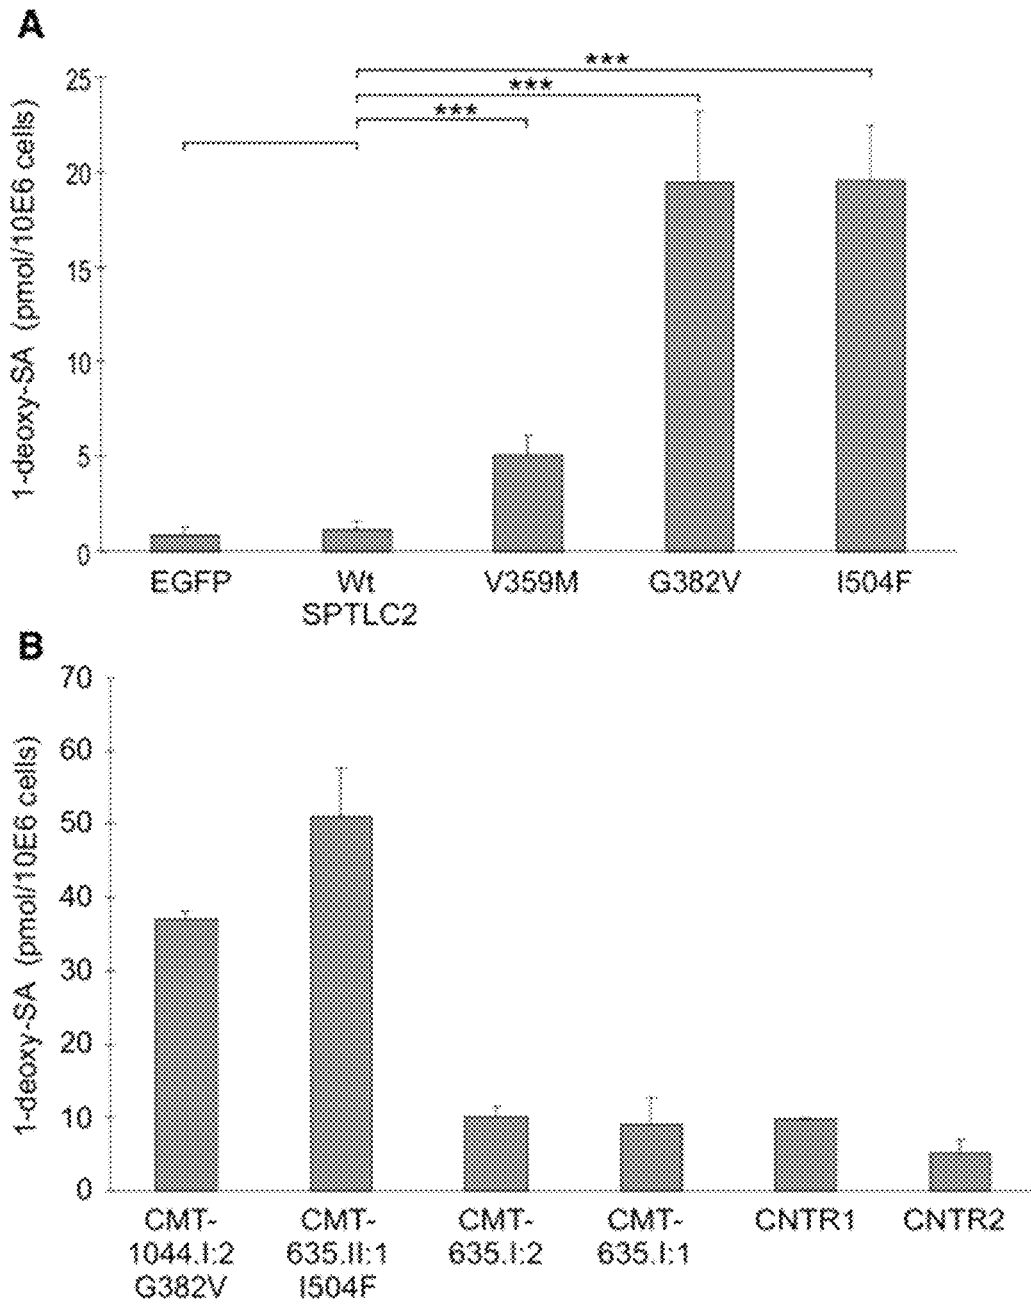 A
***
***
***
25
20
15
10
5
0
1-deoxy-SA (pmol/10E6 cells)
EGFP
Wt
SPTLC2
V359M
G382V
I504F
B
70
60
50
40
30
20
10
0
1-deoxy-SA (pmol/10E6 cells)
CMT-
1044.I:2
G382V
CMT-
635.II:1
I504F
CMT-
635.I:2
CMT-
635.I:1
CNTR1
CNTR2